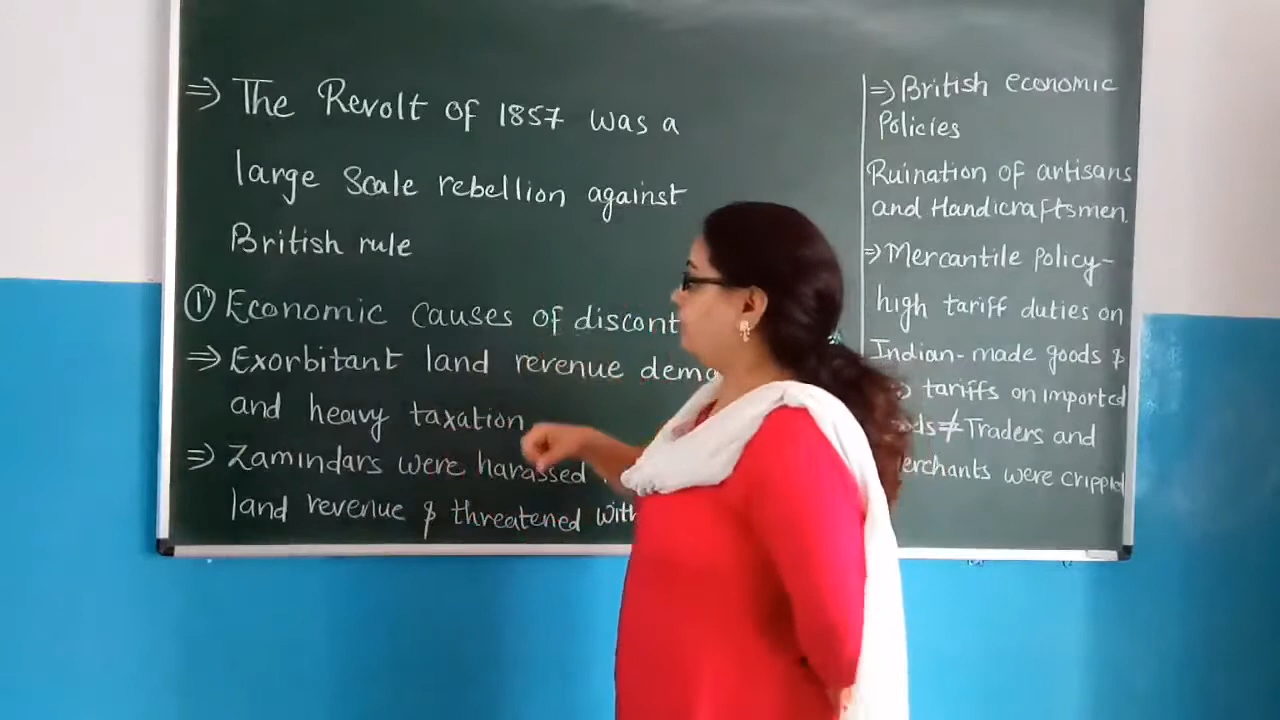 ⇒ The Revolt of 1857 was a
large scale rebellion against
British rule
① Economic causes of discont
⇒ Exorbitant land revenue dema
and heavy taxation
⇒ Zamindars were harassed
land revenue & threatened with
⇒ British economic
Policies
Ruination of artisans
and Handicraftsmen.
⇒ Mercantile Policy-
high tariff duties on
Indian-made goods &
tariffs on imported
ds ≠ Traders and
erchants were crippled